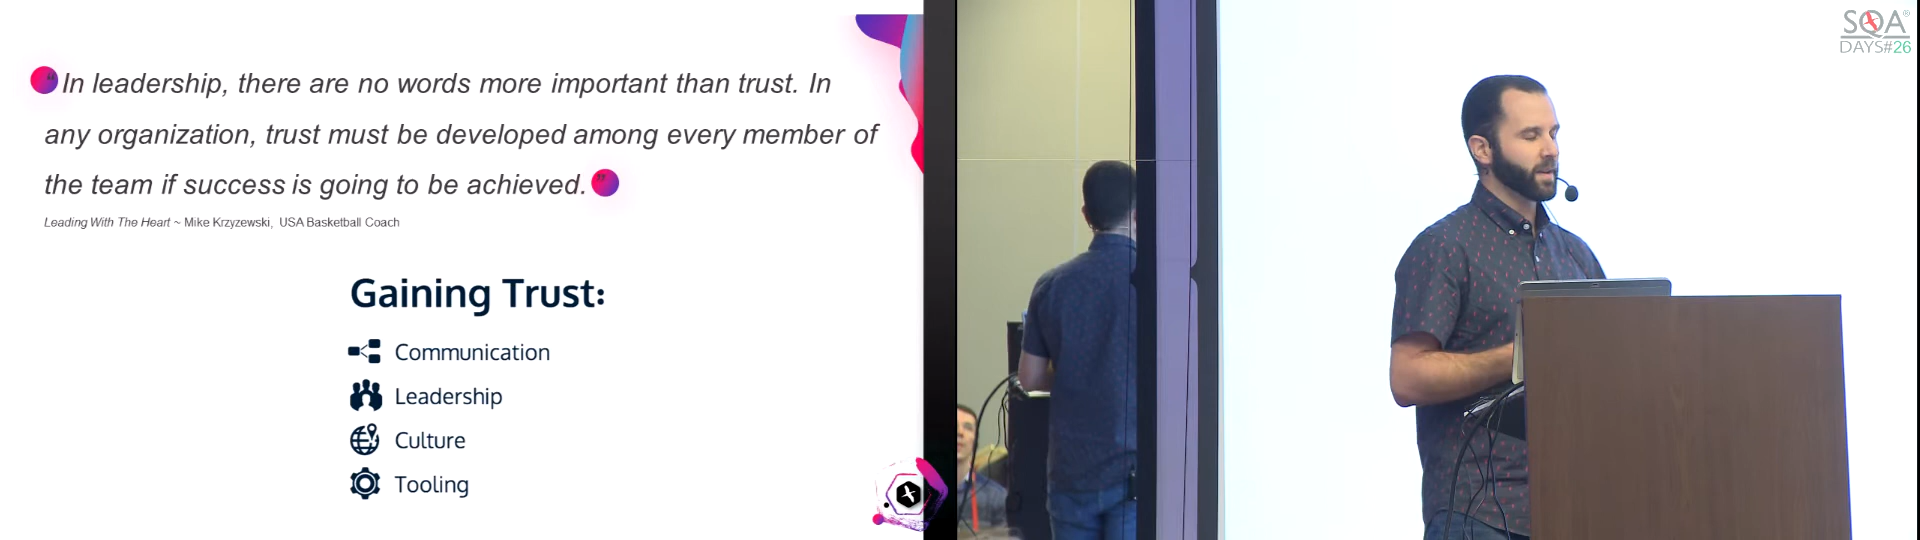 “In leadership, there are no words more important than trust. In
any organization, trust must be developed among every member of
the team if success is going to be achieved.”
Leading With The Heart ~ Mike Krzyzewski, USA Basketball Coach
Gaining Trust:
Communication
Leadership
Culture
Tooling
SQA®
DAYS#26